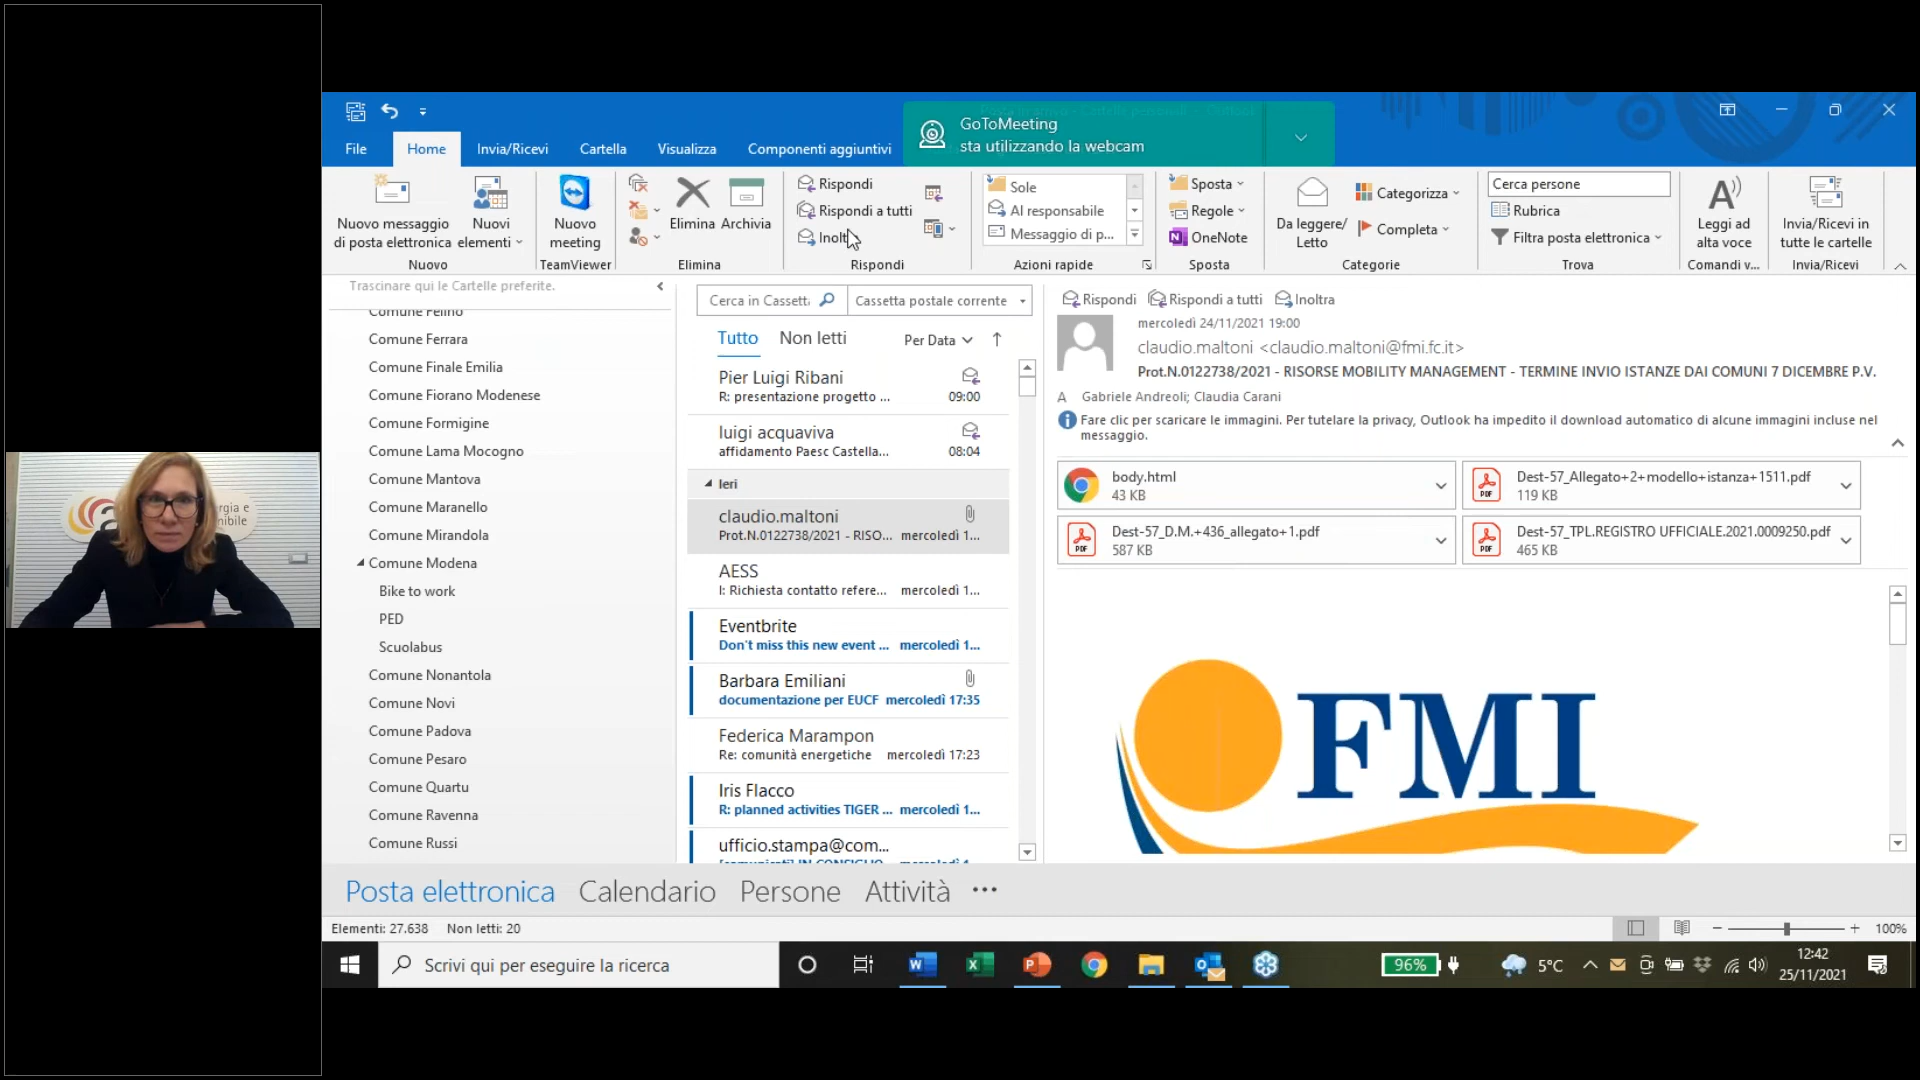 GoToMeeting
sta utilizzando la webcam
File Home Invia/Ricevi Cartella Visualizza Componenti aggiuntivi
Nuovo messaggio
di posta elettronica
Nuovi
elementi
Nuovo
Nuovo
meeting
TeamViewer
Elimina Archivia
Elimina
Rispondi
Rispondi a tutti
Rispondi
Sole
Al responsabile
Messaggio di p...
Azioni rapide
Sposta
Regole
OneNote
Sposta
Da leggere/
Letto
Categorizza
Completa
Categorie
Cerca persone
Rubrica
Filtra posta elettronica
Trova
Leggi ad
alta voce
Comandi v...
Invia/Ricevi in
tutte le cartelle
Invia/Ricevi
Trascinare qui le Cartelle preferite.
Comune Felino
Comune Ferrara
Comune Finale Emilia
Comune Fiorano Modenese
Comune Formigine
Comune Lama Mocogno
Comune Mantova
Comune Maranello
Comune Mirandola
Comune Modena
Bike to work
PED
Scuolabus
Comune Nonantola
Comune Novi
Comune Padova
Comune Pesaro
Comune Quartu
Comune Ravenna
Comune Russi
Cassetta postale corrente
Tutto Non letti Per Data
Pier Luigi Ribani
R: presentazione progetto ... 09:00
luigi acquaviva
affidamento Paesc Castella... 08:04
Ieri
claudio.maltoni
Prot.N.0122738/2021 - RISO... mercoledì 1...
AESS
I: Richiesta contatto refere... mercoledì 1...
Eventbrite
Don't miss this new event ... mercoledì 1...
Barbara Emiliani
documentazione per EUCF mercoledì 17:35
Federica Marampon
Re: comunità energetiche mercoledì 17:23
Iris Flacco
R: planned activities TIGER ... mercoledì 1...
ufficio.stampa@com...
Rispondi Rispondi a tutti Inoltra
mercoledì 24/11/2021 19:00
claudio.maltoni <claudio.maltoni@fmi.fc.it>
Prot.N.0122738/2021 - RISORSE MOBILITY MANAGEMENT - TERMINE INVIO ISTANZE DAI COMUNI 7 DICEMBRE P.V.
A Gabriele Andreoli; Claudia Carani
Fare clic per scaricare le immagini. Per tutelare la privacy, Outlook ha impedito il download automatico di alcune immagini incluse nel
messaggio.
body.html
43 KB
Dest-57_Allegato+2+modello+istanza+1511.pdf
119 KB
Dest-57_D.M.+436_allegato+1.pdf
587 KB
Dest-57_TPL.REGISTRO UFFICIALE.2021.0009250.pdf
465 KB
FMI
Posta elettronica Calendario Persone Attività
Elementi: 27.638 Non letti: 20
100%
Scrivi qui per eseguire la ricerca
96%
5°C
12:42
25/11/2021